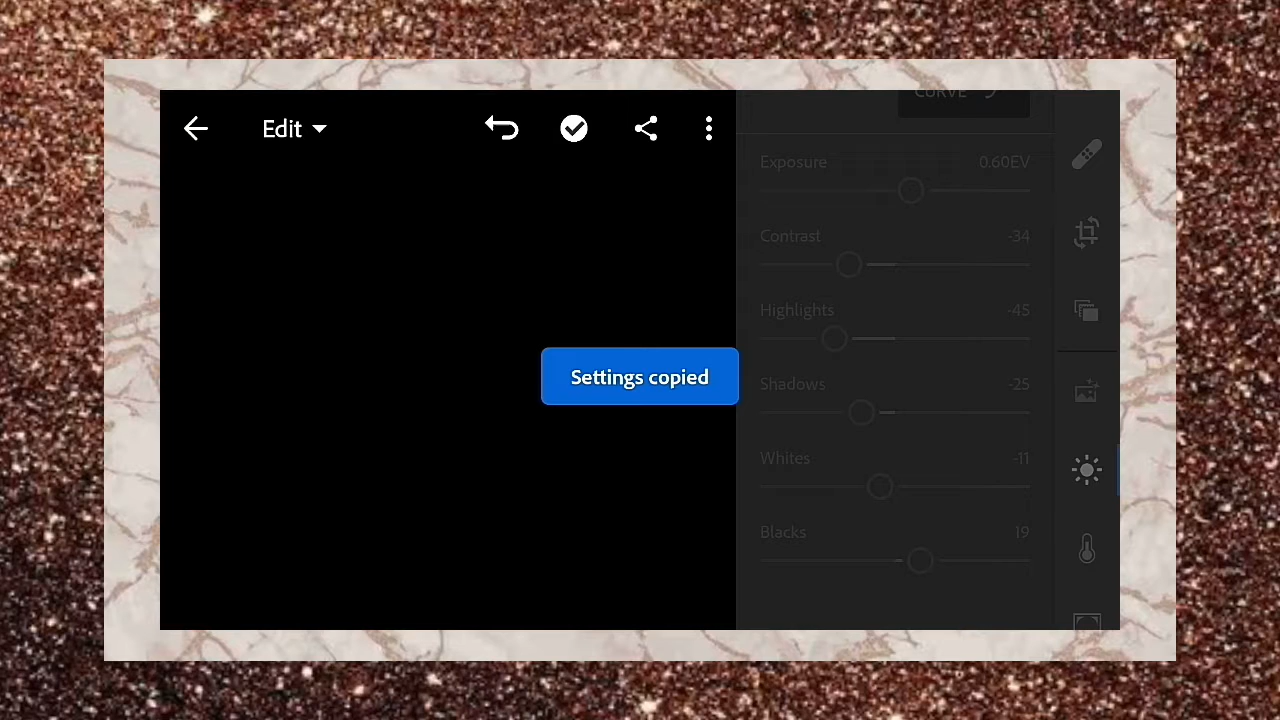 Edit
CURVE
Exposure 0.60EV
Contrast -34
Highlights -45
Settings copied
Shadows -25
Whites -11
Blacks 19